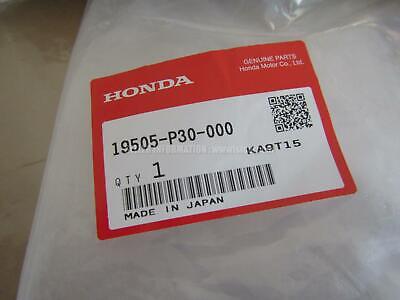 GENUINE PARTS
Honda Motor Co., Ltd.
HONDA
19505-P30-000
KA9T15
QTY 1
MADE IN JAPAN